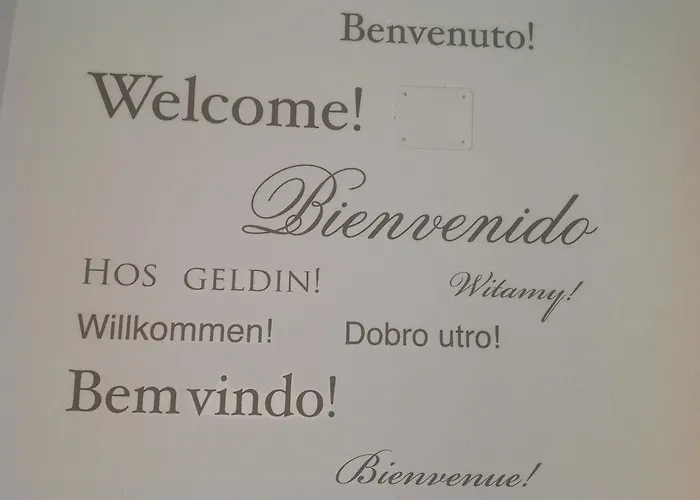 Benvenuto!
Welcome!
Bienvenido
HOS GELDIN!
Witamy!
Willkommen!
Dobro utro!
Bem vindo!
Bienvenue!